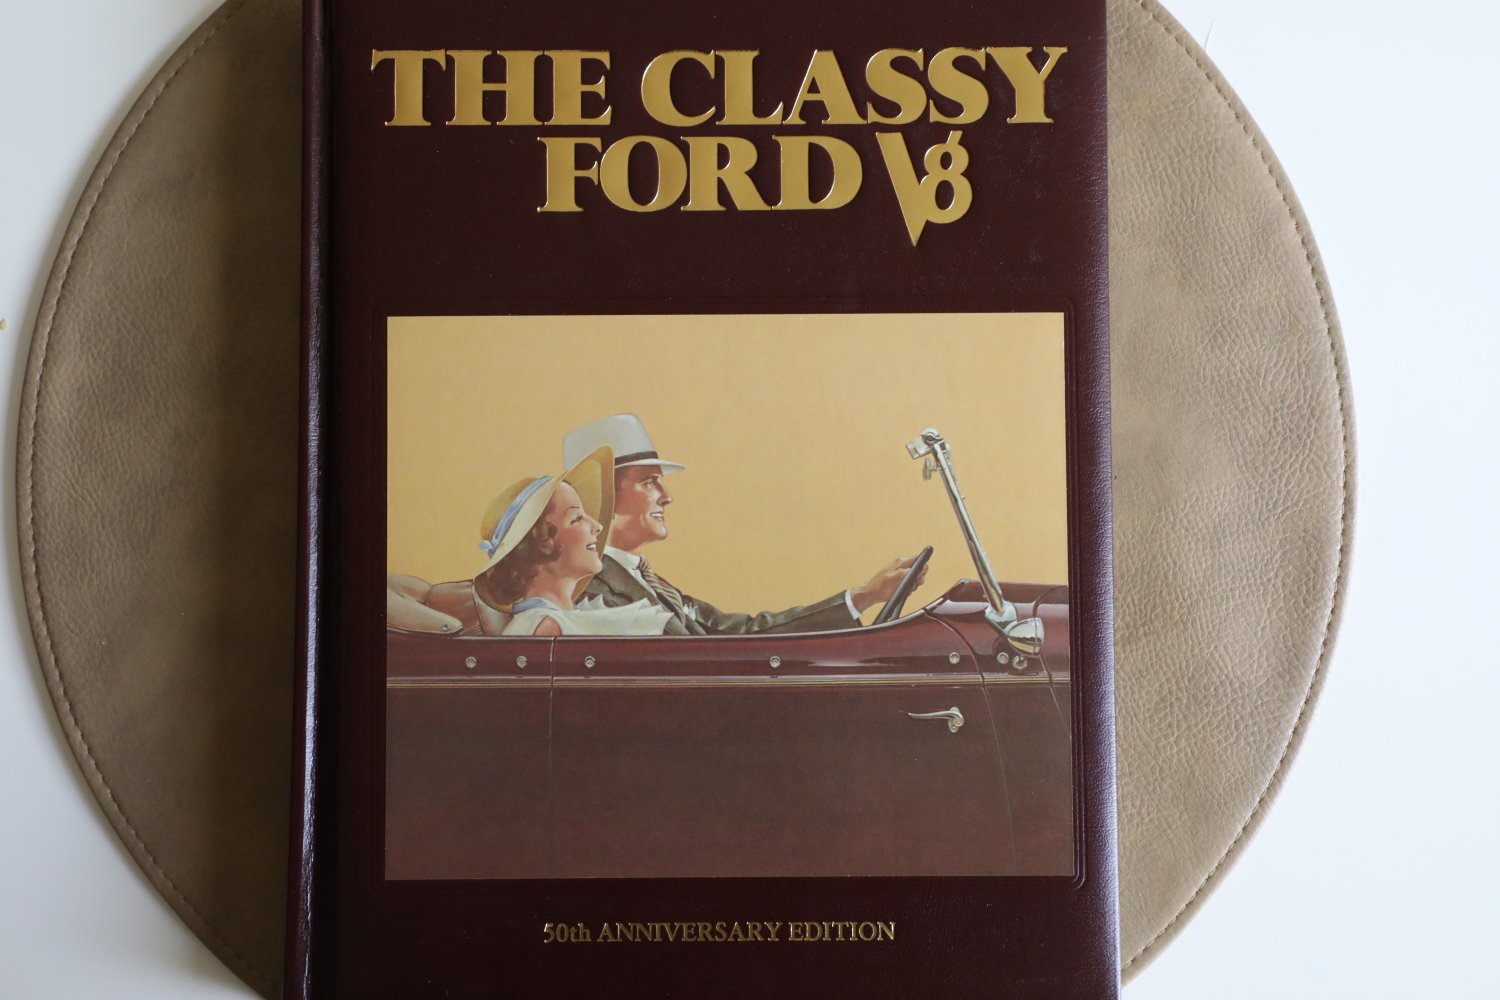 THE CLASSY
FORD V8
50th ANNIVERSARY EDITION